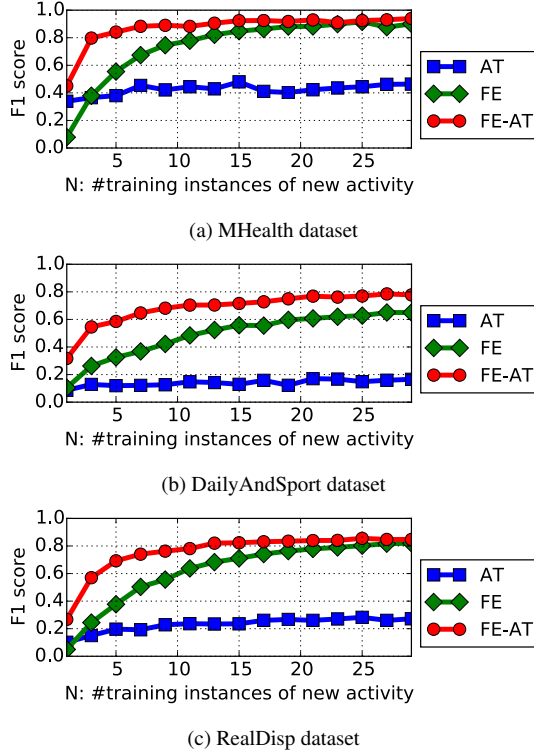 1.0
0.8
0.6
0.4
0.2
0.0
F1 score
5 10 15 20 25
N: #training instances of new activity
AT
FE
FE-AT
(a) MHealth dataset
1.0
0.8
0.6
0.4
0.2
0.0
F1 score
5 10 15 20 25
N: #training instances of new activity
AT
FE
FE-AT
(b) DailyAndSport dataset
1.0
0.8
0.6
0.4
0.2
0.0
F1 score
5 10 15 20 25
N: #training instances of new activity
AT
FE
FE-AT
(c) RealDisp dataset